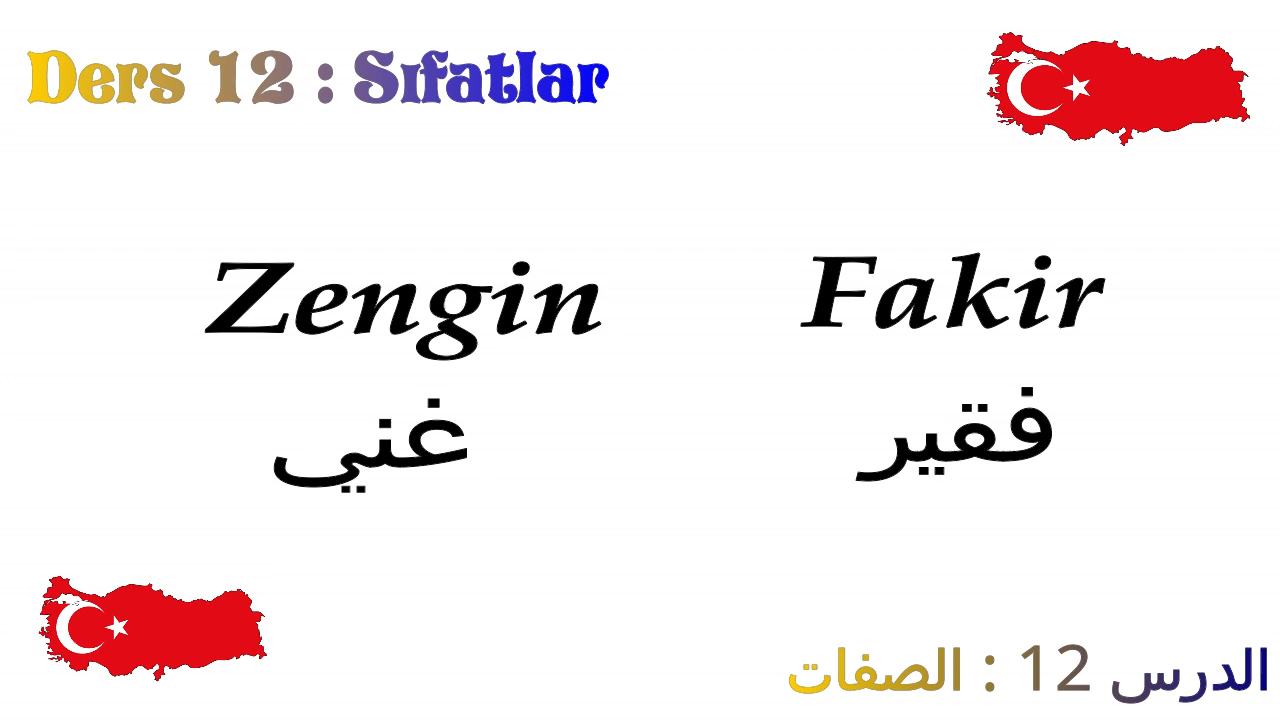 Ders 12 : Sıfatlar
Zengin
غني
Fakir
فقير
الدرس 12 : الصفات